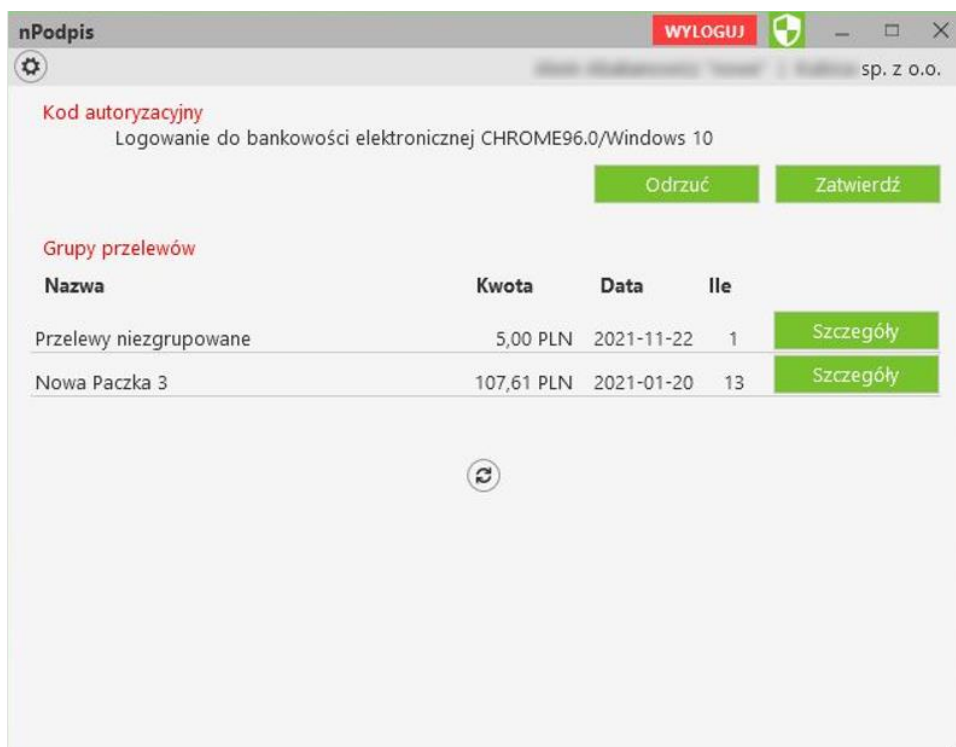 nPodpis WYLOGUJ
sp. z o.o.
Kod autoryzacyjny
Logowanie do bankowości elektronicznej CHROME96.0/Windows 10
Odrzuć Zatwierdź
Grupy przelewów
Nazwa Kwota Data Ile
Przelewy niezgrupowane 5,00 PLN 2021-11-22 1 Szczegóły
Nowa Paczka 3 107,61 PLN 2021-01-20 13 Szczegóły